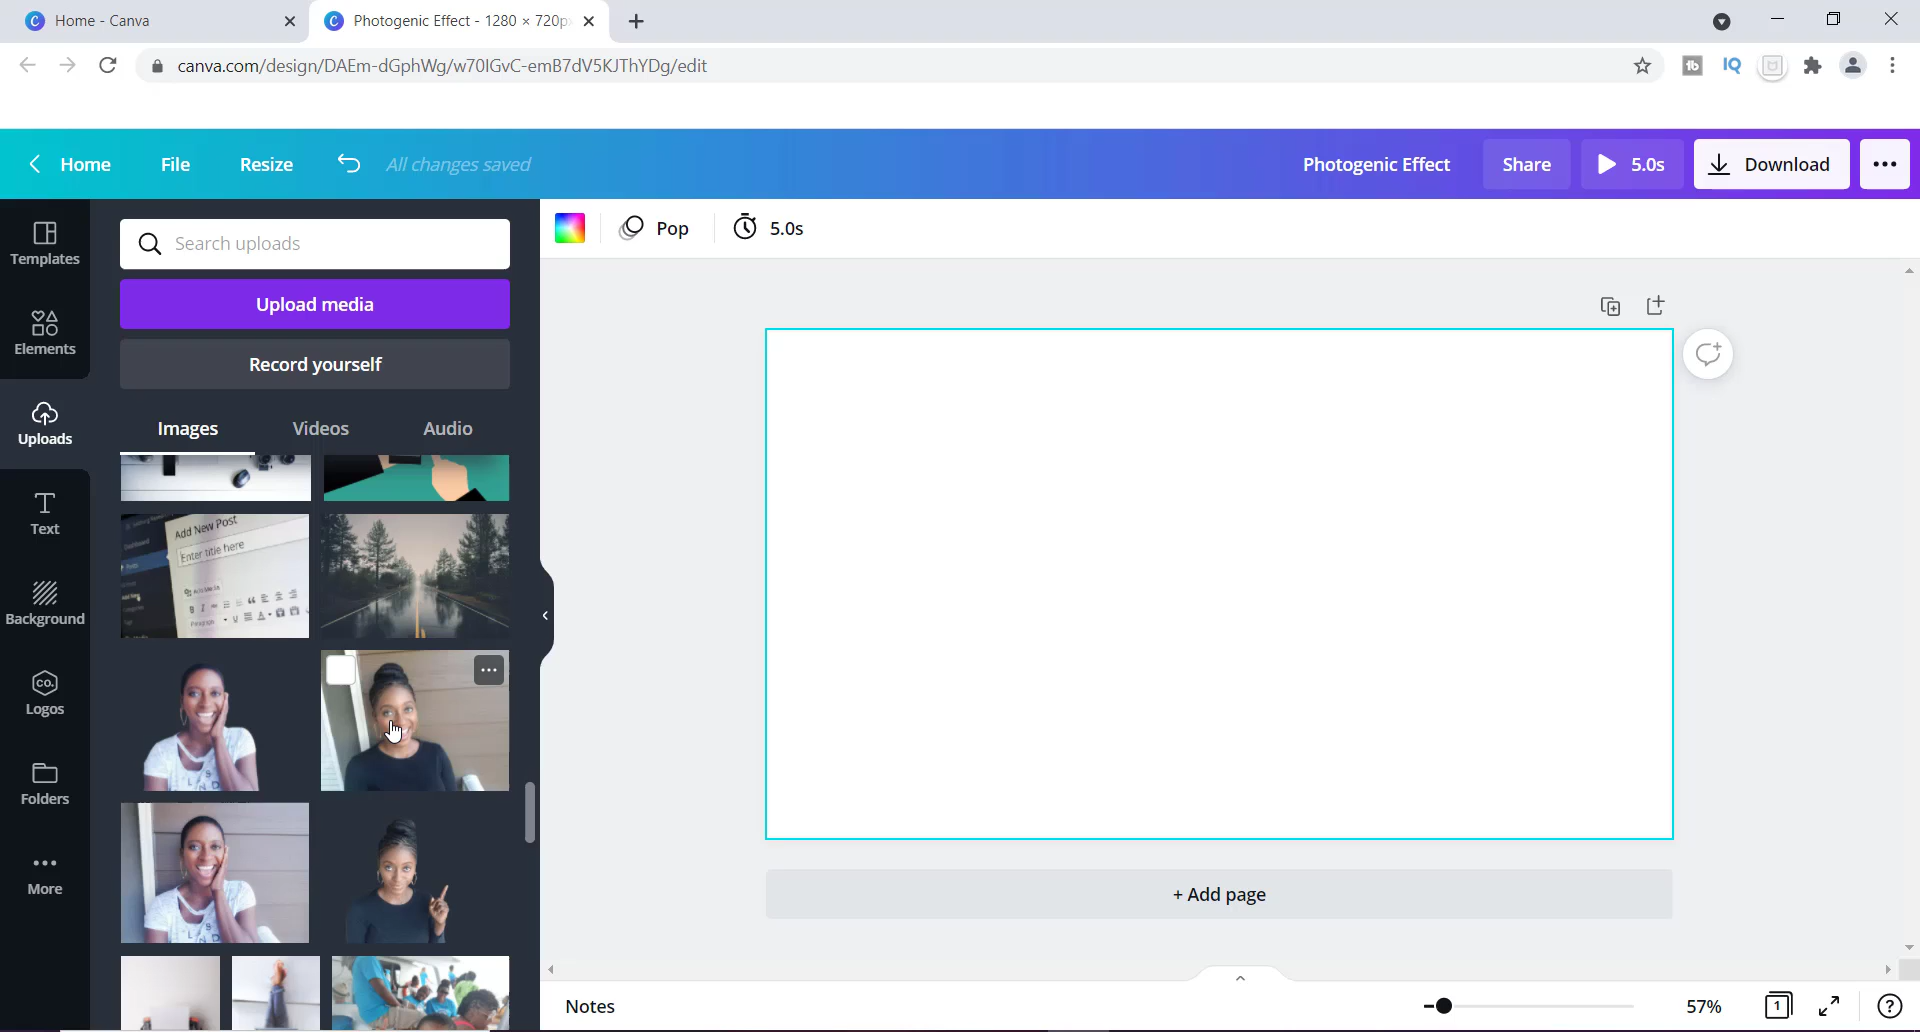 Home - Canva
Photogenic Effect - 1280 × 720p
canva.com/design/DAEm-dGphWg/w70IGvC-emB7dV5KJThYDg/edit
Home File Resize All changes saved Photogenic Effect Share 5.0s Download
Templates
Elements
Uploads
Text
Background
CO.
Logos
Folders
More
Search uploads
Upload media
Record yourself
Images Videos Audio
Add New Post
Enter title here
Pop 5.0s
+ Add page
Notes
57%
1